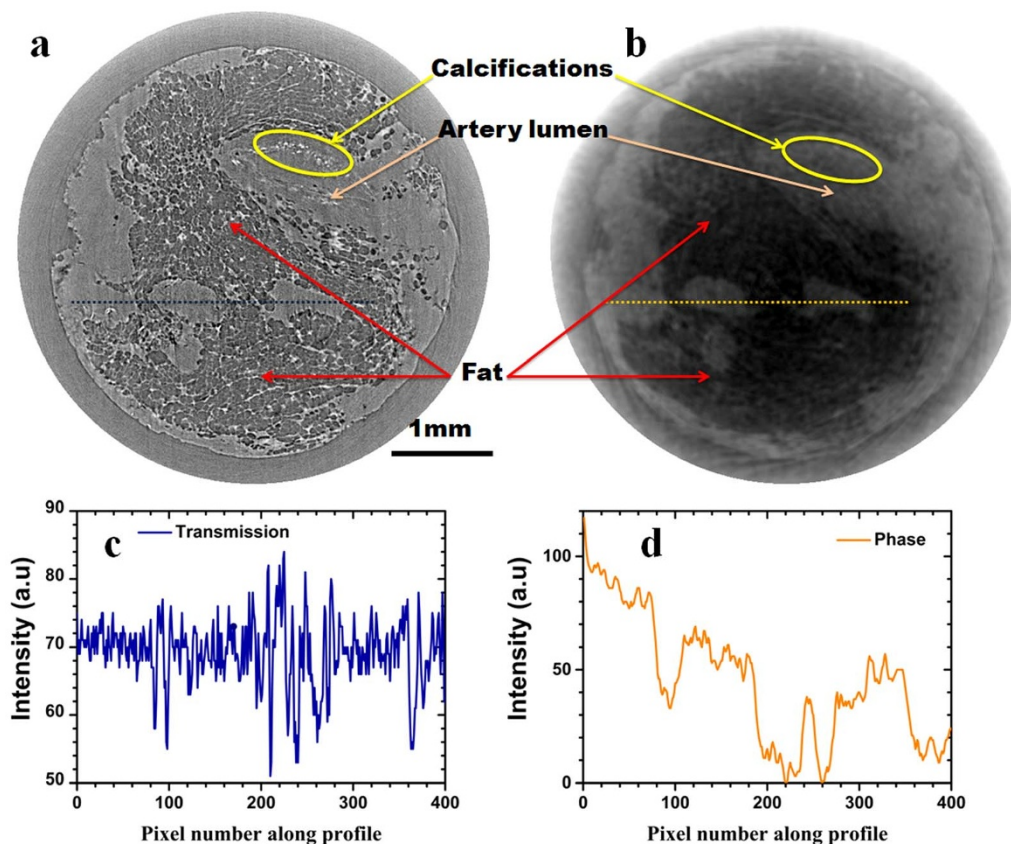 a
b
Calcifications
Artery lumen
Fat
1mm
c
Transmission
90
80
70
60
50
Intensity (a.u)
0
100
200
300
400
Pixel number along profile
d
Phase
100
50
0
Intensity (a.u)
0
100
200
300
400
Pixel number along profile